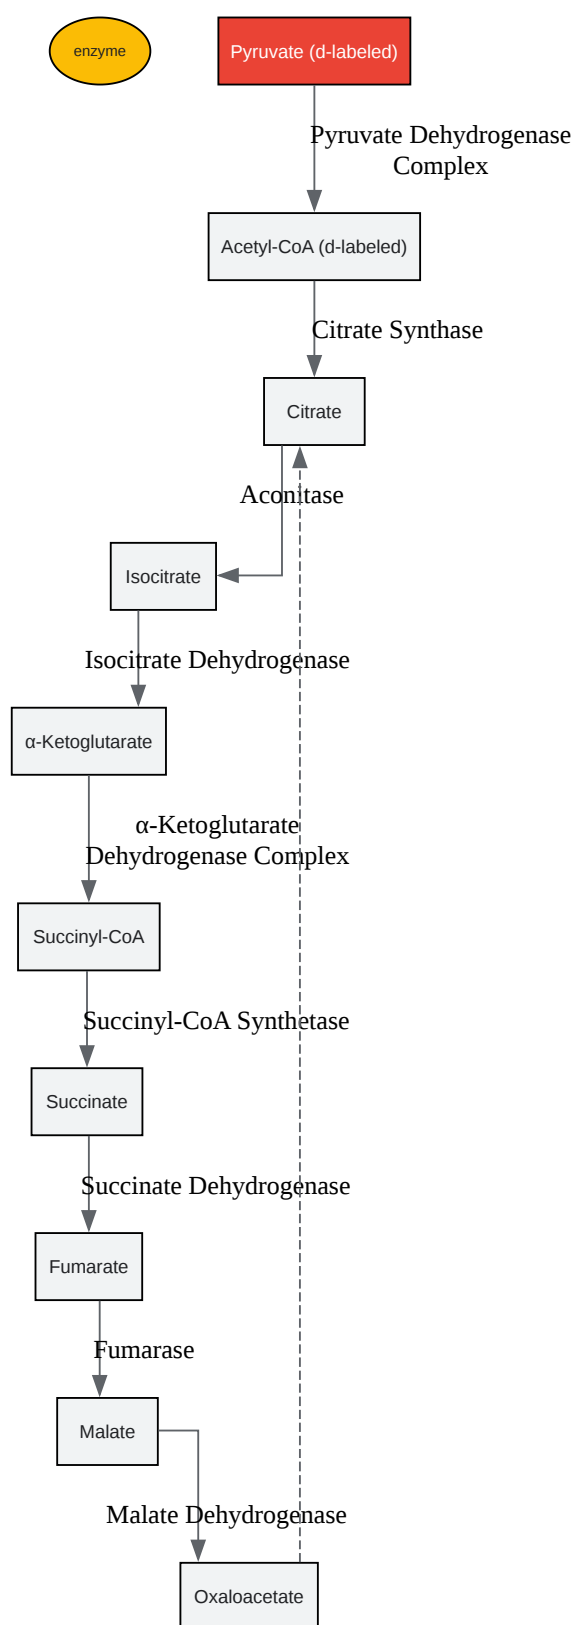 enzyme
Pyruvate (d-labeled)
Pyruvate Dehydrogenase
Complex
Acetyl-CoA (d-labeled)
Citrate Synthase
Citrate
Aconitase
Isocitrate
Isocitrate Dehydrogenase
α-Ketoglutarate
α-Ketoglutarate
Dehydrogenase Complex
Succinyl-CoA
Succinyl-CoA Synthetase
Succinate
Succinate Dehydrogenase
Fumarate
Fumarase
Malate
Malate Dehydrogenase
Oxaloacetate